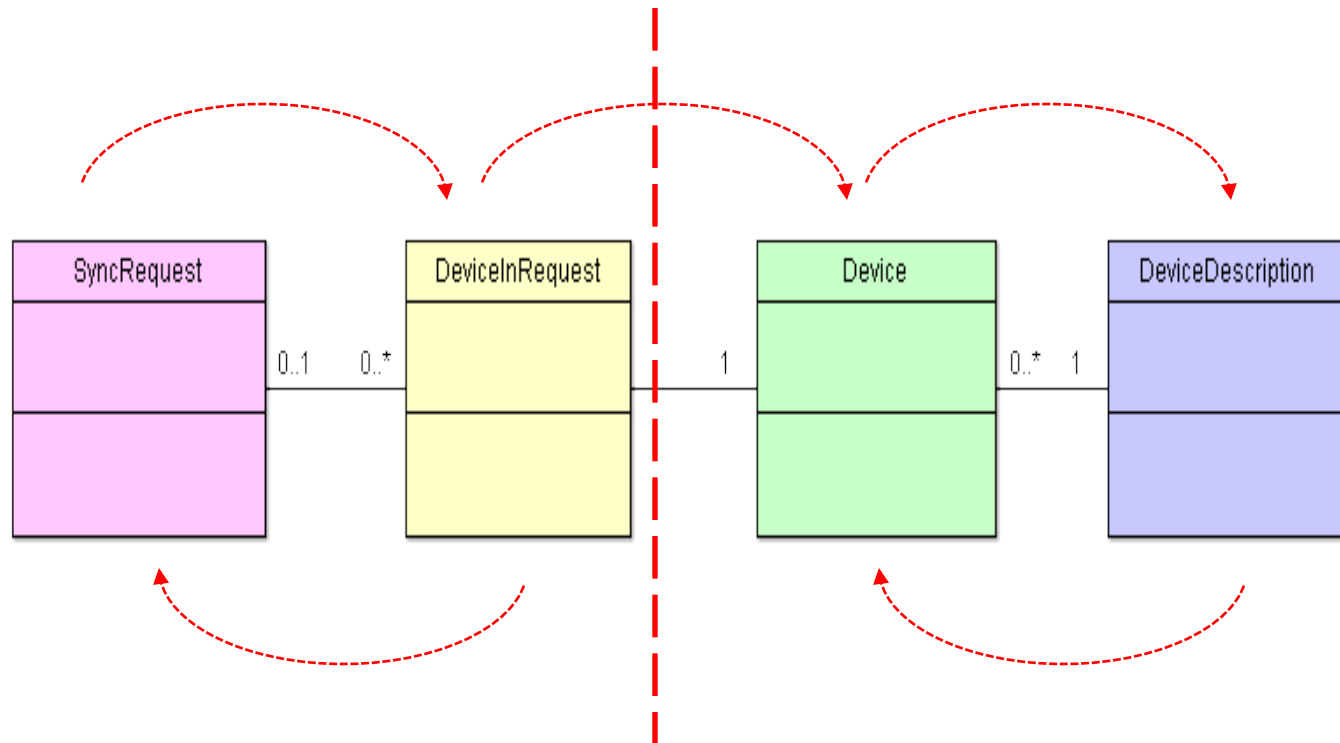 SyncRequest
DeviceInRequest
Device
DeviceDescription
0..1
0..*
1
0..*
1